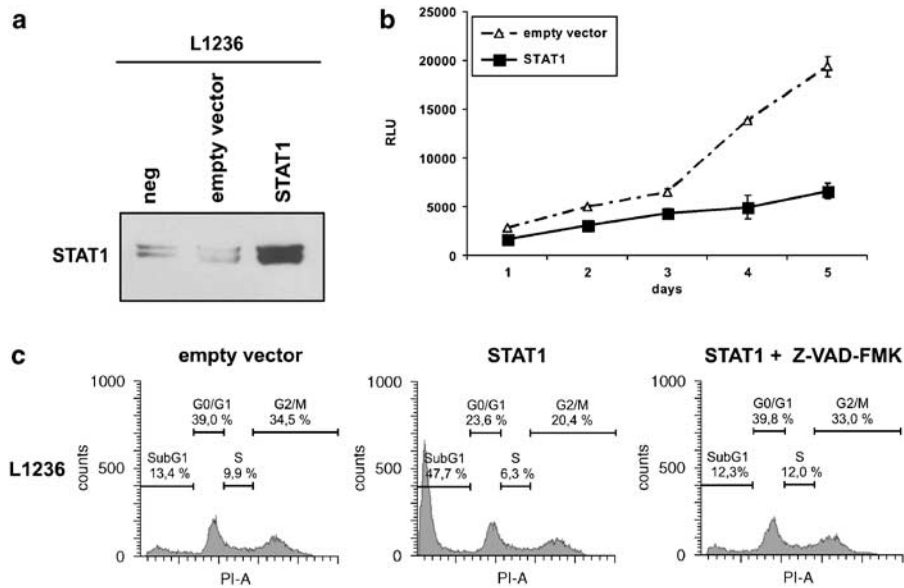 a
L1236
neg
empty vector
STAT1
STAT1
b
25000
20000
15000
10000
5000
0
RLU
empty vector
STAT1
1 2 3 4 5
days
c
L1236
empty vector
1000
500
0
counts
G0/G1
39,0 %
G2/M
34,5 %
SubG1
13,4 %
S
9,9 %
PI-A
STAT1
1000
500
0
counts
G0/G1
23,6 %
G2/M
20,4 %
SubG1
47,7 %
S
6,3 %
PI-A
STAT1 + Z-VAD-FMK
1000
500
0
counts
G0/G1
39,8 %
G2/M
33,0 %
SubG1
12,3%
S
12,0 %
PI-A